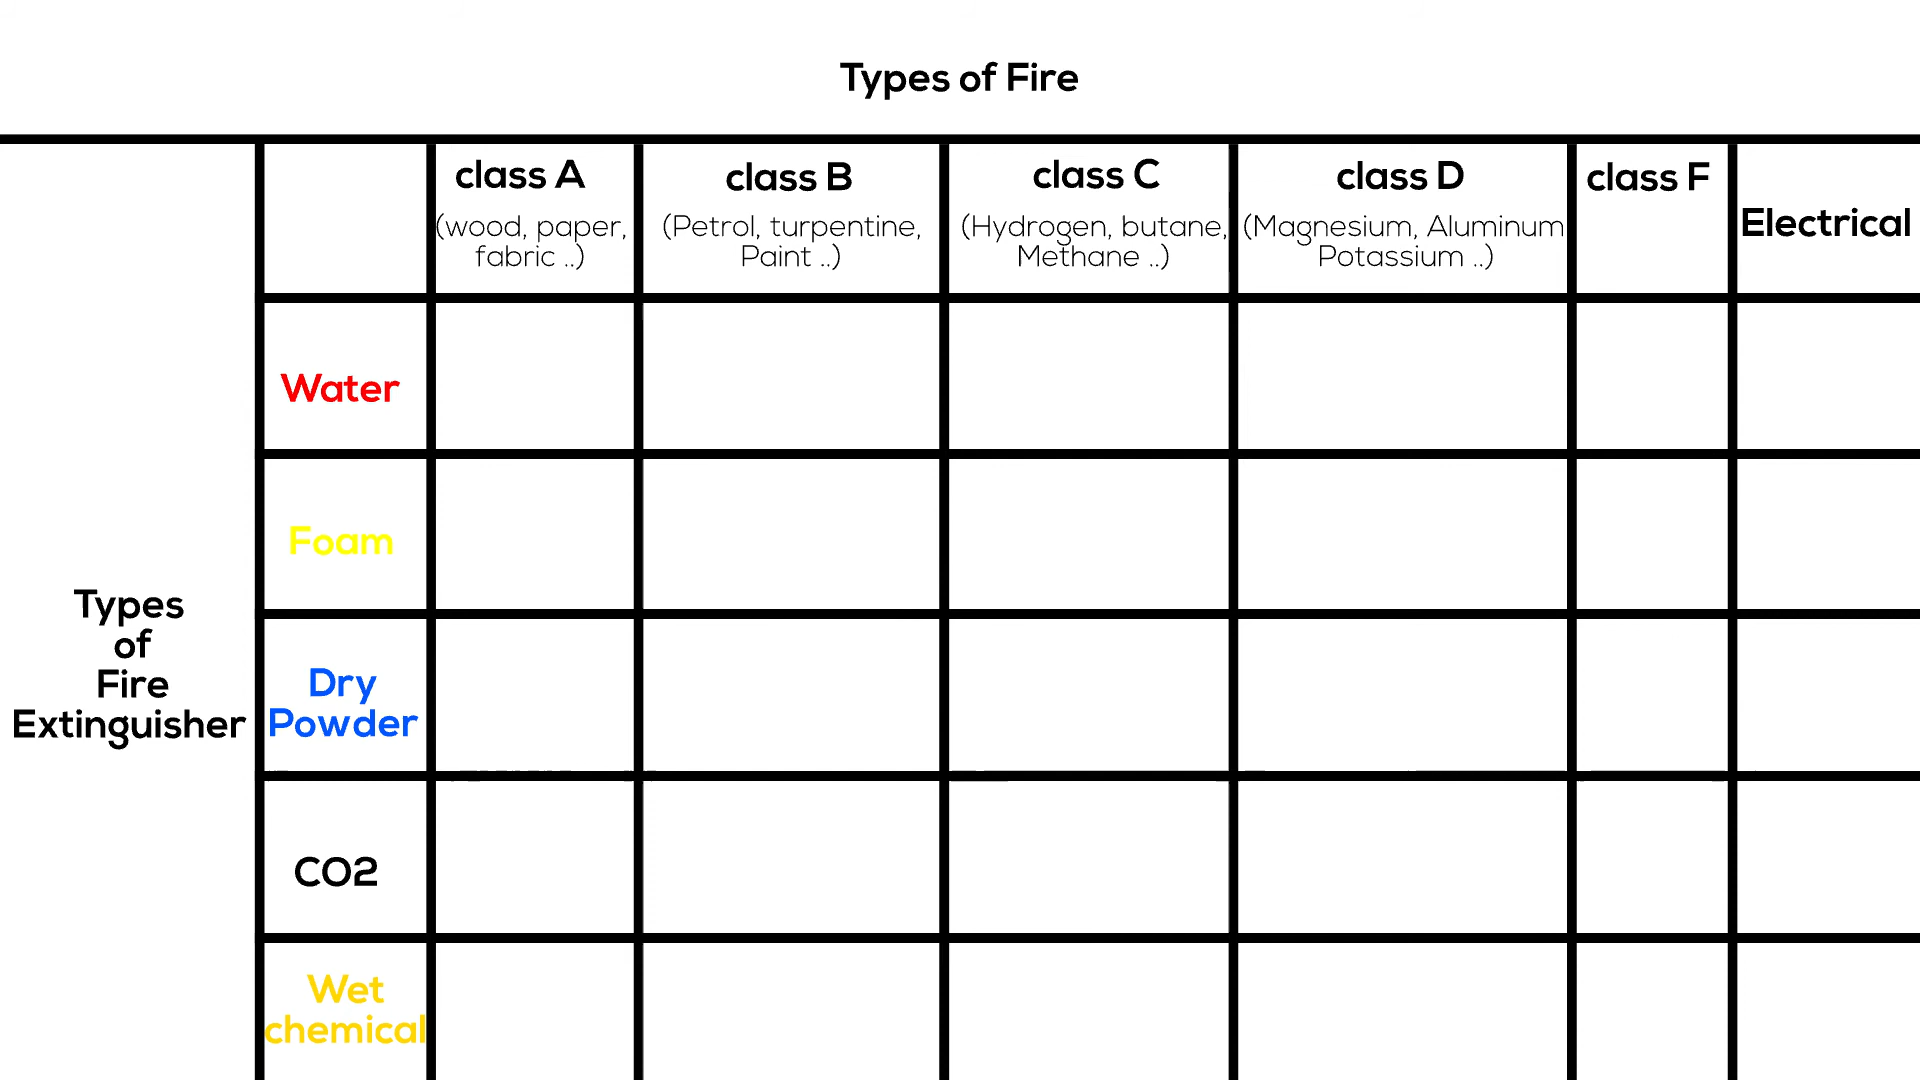 Types of Fire
class A
(wood, paper,
fabric ..)
class B
(Petrol, turpentine,
Paint ..)
class C
(Hydrogen, butane,
Methane ..)
class D
(Magnesium, Aluminum
Potassium ..)
class F
Electrical
Types
of
Fire
Extinguisher
Water
Foam
Dry
Powder
CO2
Wet
chemical